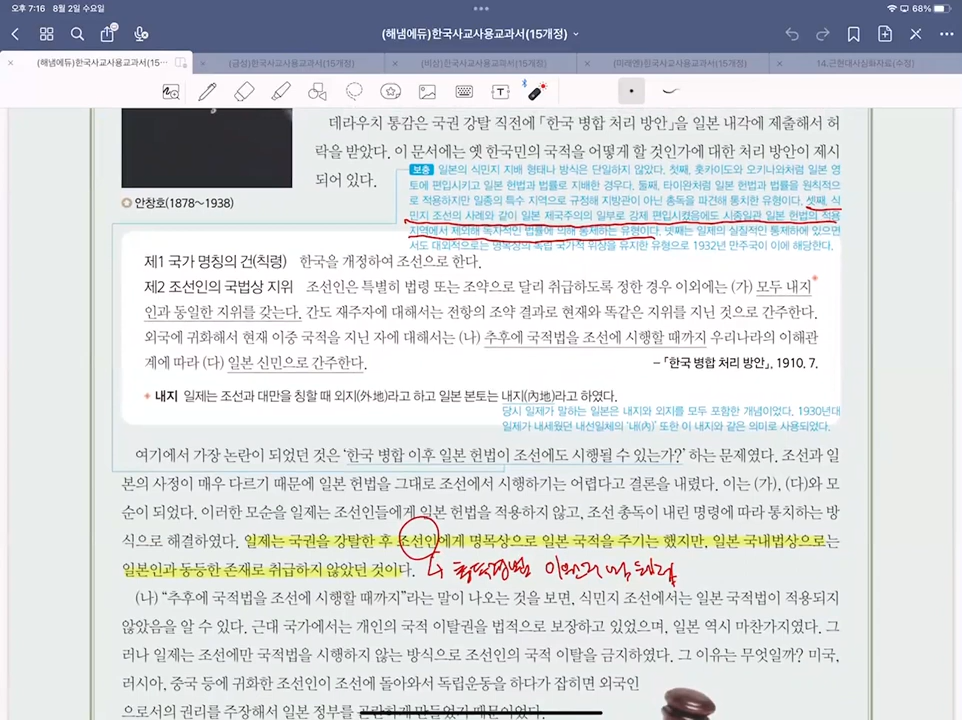 오후 7:16 8월 2일 수요일
68%
(해냄에듀)한국사교사용교과서(15개정)
(해냄에듀)한국사교사용교과서(15···
(금성)한국사교사용교과서(15개정)
(비상)한국사교사용교과서(15개정)
(미래엔)한국사교사용교과서(15개정)
14.근현대사심화자료(수정)
데라우치 통감은 국권 강탈 직전에 「한국 병합 처리 방안」을 일본 내각에 제출해서 허
락을 받았다. 이 문서에는 옛 한국민의 국적을 어떻게 할 것인가에 대한 처리 방안이 제시
되어 있다.
안창호(1878~1938)
보충 일본의 식민지 지배 형태나 방식은 단일하지 않았다. 첫째, 홋카이도와 오키나와처럼 일본 영
토에 편입시키고 일본 헌법과 법률로 지배한 경우다. 둘째, 타이완처럼 일본 헌법과 법률을 원칙적으
로 적용하지만 일종의 특수 지역으로 규정해 지방관이 아닌 총독을 파견해 통치한 유형이다. 셋째, 식
민지 조선의 사례와 같이 일본 제국주의의 일부로 강제 편입시켰음에도 시종일관 일본 헌법의 적용
지역에서 제외해 독자적인 법률에 의해 통제하는 유형이다. 넷째는 일제의 실질적인 통제하에 있으면
서도 대외적으로는 명목상의 독립 국가적 위상을 유지한 유형으로 1932년 만주국이 이에 해당한다.
제1 국가 명칭의 건(칙령) 한국을 개정하여 조선으로 한다.
제2 조선인의 국법상 지위 조선인은 특별히 법령 또는 조약으로 달리 취급하도록 정한 경우 이외에는 (가) 모두 내지*
인과 동일한 지위를 갖는다. 간도 재주자에 대해서는 전항의 조약 결과로 현재와 똑같은 지위를 지닌 것으로 간주한다.
외국에 귀화해서 현재 이중 국적을 지닌 자에 대해서는 (나) 추후에 국적법을 조선에 시행할 때까지 우리나라의 이해관
계에 따라 (다) 일본 신민으로 간주한다.
- 「한국 병합 처리 방안」, 1910. 7.
* 내지 일제는 조선과 대만을 칭할 때 외지(外地)라고 하고 일본 본토는 내지(內地)라고 하였다.
당시 일제가 말하는 일본은 내지와 외지를 모두 포함한 개념이었다. 1930년대
일제가 내세웠던 내선일체의 '내(內)' 또한 이 내지와 같은 의미로 사용되었다.
여기에서 가장 논란이 되었던 것은 '한국 병합 이후 일본 헌법이 조선에도 시행될 수 있는가?' 하는 문제였다. 조선과 일
본의 사정이 매우 다르기 때문에 일본 헌법을 그대로 조선에서 시행하기는 어렵다고 결론을 내렸다. 이는 (가), (다)와 모
순이 되었다. 이러한 모순을 일제는 조선인들에게 일본 헌법을 적용하지 않고, 조선 총독이 내린 명령에 따라 통치하는 방
식으로 해결하였다. 일제는 국권을 강탈한 후 조선인에게 명목상으로 일본 국적을 주기는 했지만, 일본 국내법상으로는
일본인과 동등한 존재로 취급하지 않았던 것이다.
(나) "추후에 국적법을 조선에 시행할 때까지"라는 말이 나오는 것을 보면, 식민지 조선에서는 일본 국적법이 적용되지
않았음을 알 수 있다. 근대 국가에서는 개인의 국적 이탈권을 법적으로 보장하고 있었으며, 일본 역시 마찬가지였다. 그
러나 일제는 조선에만 국적법을 시행하지 않는 방식으로 조선인의 국적 이탈을 금지하였다. 그 이유는 무엇일까? 미국,
러시아, 중국 등에 귀화한 조선인이 조선에 돌아와서 독립운동을 하다가 잡히면 외국인
으로서의 권리를 주장해서 일본 정부를 곤란하게 만들었기 때문이었다.